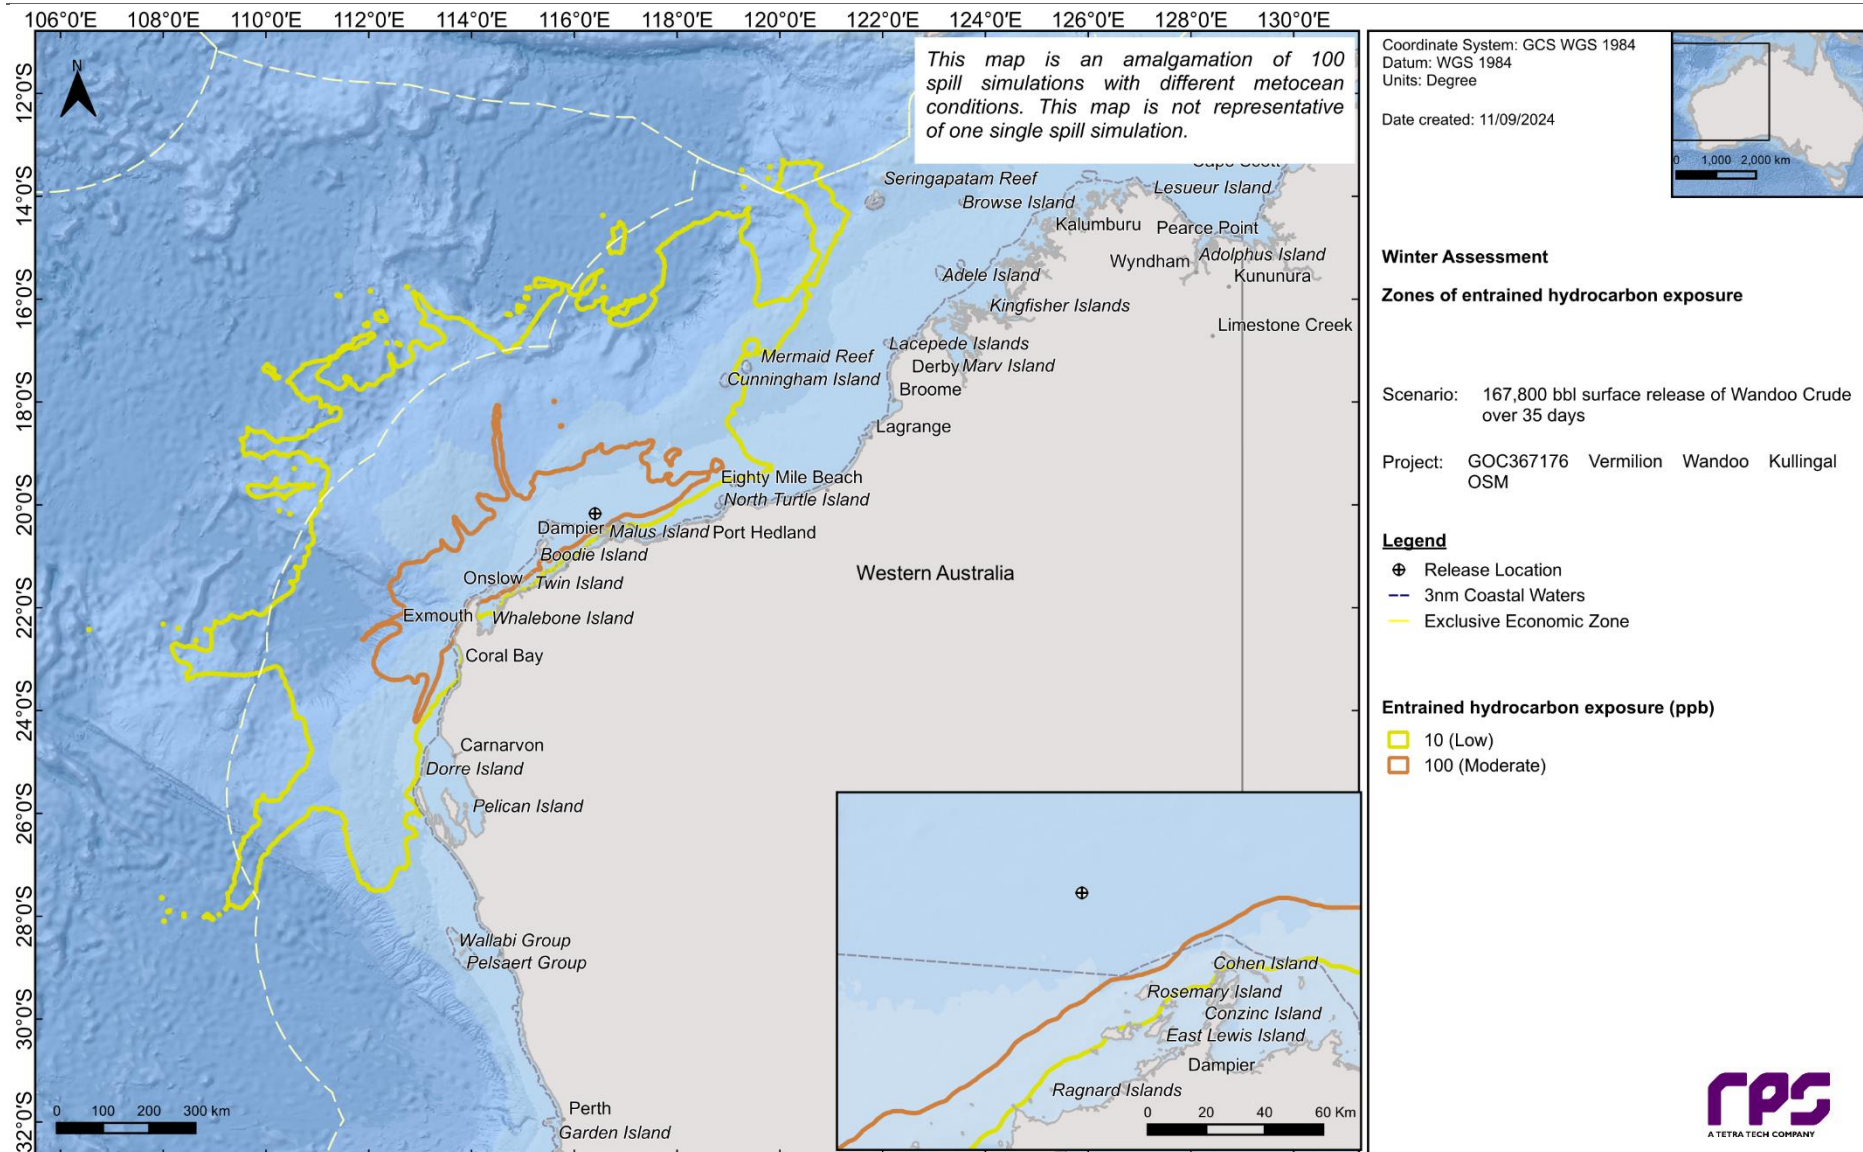 106°0'E 108°0'E 110°0'E 112°0'E 114°0'E 116°0'E 118°0'E 120°0'E 122°0'E 124°0'E 126°0'E 128°0'E 130°0'E
12°0'S
14°0'S
16°0'S
18°0'S
20°0'S
22°0'S
24°0'S
26°0'S
28°0'S
30°0'S
32°0'S
N
This map is an amalgamation of 100
spill simulations with different metocean
conditions. This map is not representative
of one single spill simulation.
Seringapatam Reef
Browse Island
Lesueur Island
Kalumburu
Pearce Point
Wyndham
Adolphus Island
Kununura
Adele Island
Kingfisher Islands
Limestone Creek
Lacepede Islands
Mermaid Reef
Derby
Marv Island
Cunningham Island
Broome
Lagrange
Eighty Mile Beach
North Turtle Island
Dampier
Malus Island
Port Hedland
Boodie Island
Onslow
Twin Island
Western Australia
Exmouth
Whalebone Island
Coral Bay
Carnarvon
Dorre Island
Pelican Island
Wallabi Group
Pelsaert Group
Perth
Garden Island
0 100 200 300 km
Cohen Island
Rosemary Island
Conzinc Island
East Lewis Island
Dampier
Ragnard Islands
0 20 40 60 Km
Coordinate System: GCS WGS 1984
Datum: WGS 1984
Units: Degree
Date created: 11/09/2024
0 1,000 2,000 km
Winter Assessment
Zones of entrained hydrocarbon exposure
Scenario: 167,800 bbl surface release of Wandoo Crude
over 35 days
Project: GOC367176 Vermilion Wandoo Kullingal
OSM
Legend
Release Location
3nm Coastal Waters
Exclusive Economic Zone
Entrained hydrocarbon exposure (ppb)
10 (Low)
100 (Moderate)
rps
A TETRA TECH COMPANY